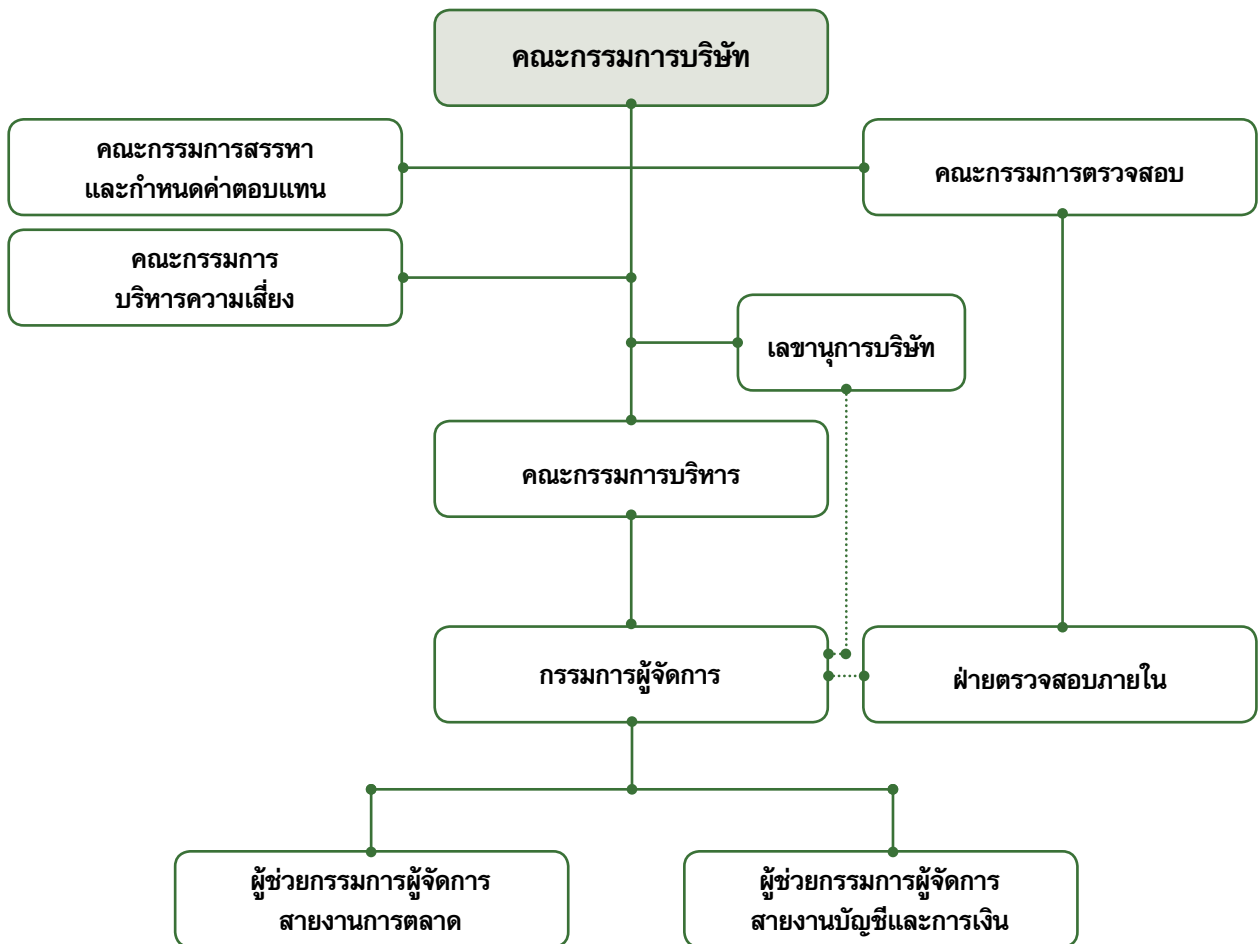 คณะกรรมการบริษัท
คณะกรรมการสรรหา
และกำหนดค่าตอบแทน
คณะกรรมการตรวจสอบ
คณะกรรมการ
บริหารความเสี่ยง
เลขานุการบริษัท
คณะกรรมการบริหาร
กรรมการผู้จัดการ
ฝ่ายตรวจสอบภายใน
ผู้ช่วยกรรมการผู้จัดการ
สายงานการตลาด
ผู้ช่วยกรรมการผู้จัดการ
สายงานบัญชีและการเงิน